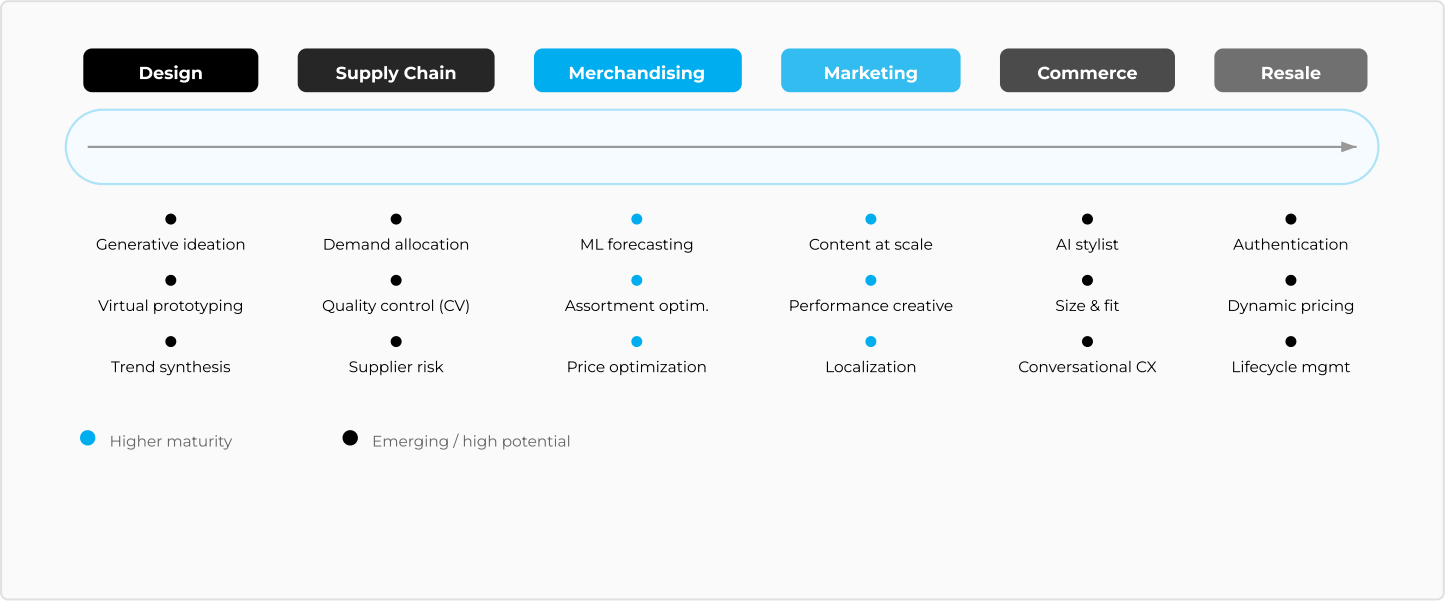 Design
Supply Chain
Merchandising
Marketing
Commerce
Resale
Generative ideation
Demand allocation
ML forecasting
Content at scale
AI stylist
Authentication
Virtual prototyping
Quality control (CV)
Assortment optim.
Performance creative
Size & fit
Dynamic pricing
Trend synthesis
Supplier risk
Price optimization
Localization
Conversational CX
Lifecycle mgmt
Higher maturity
Emerging / high potential